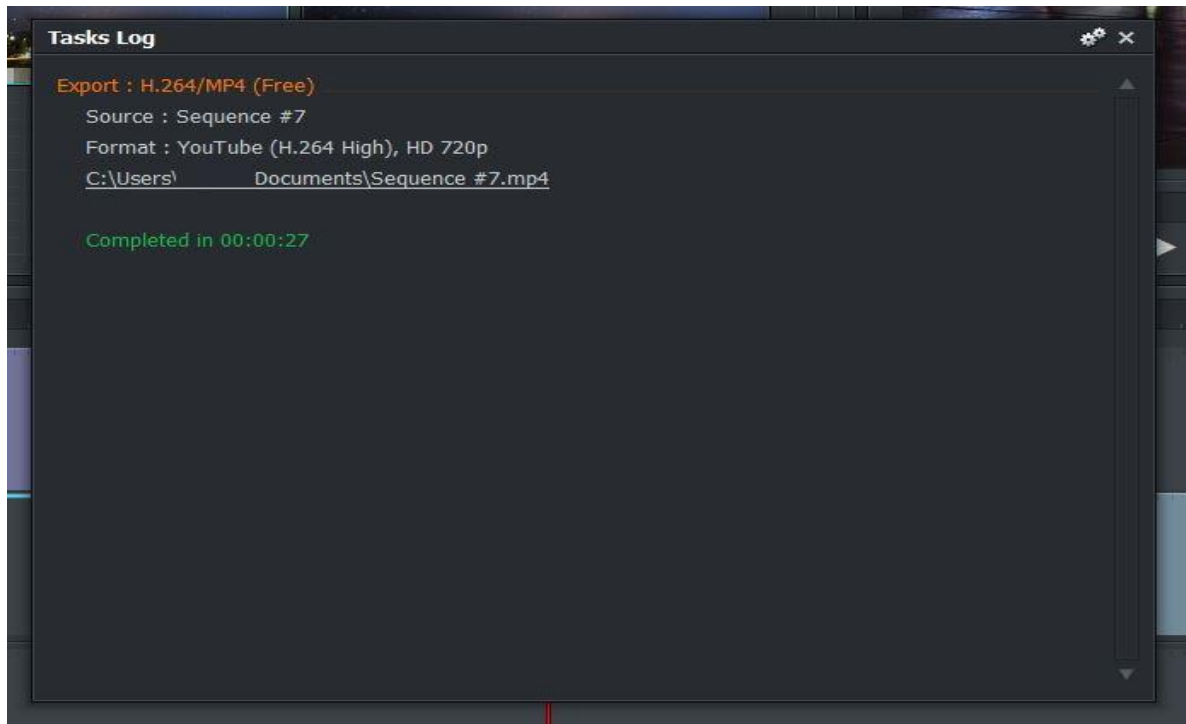 Tasks Log
Export : H.264/MP4 (Free)
Source : Sequence #7
Format : YouTube (H.264 High), HD 720p
C:\Users\ Documents\Sequence #7.mp4
Completed in 00:00:27